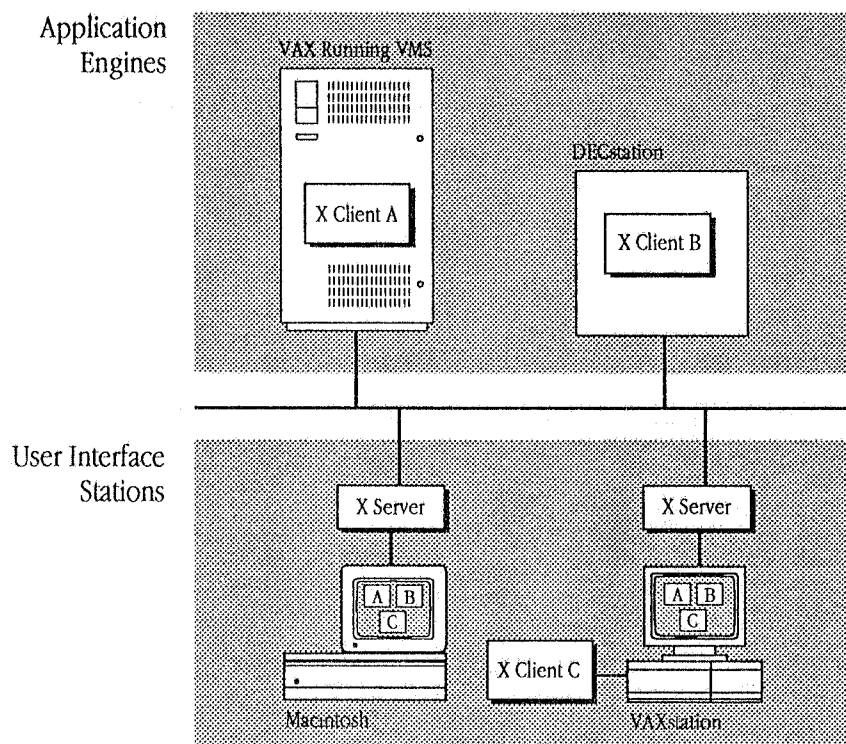 Application
Engines
VAX Running VMS
X Client A
DECstation
X Client B
User Interface
Stations
X Server
X Server
A B
C
A B
C
X Client C
Macintosh
VAXstation